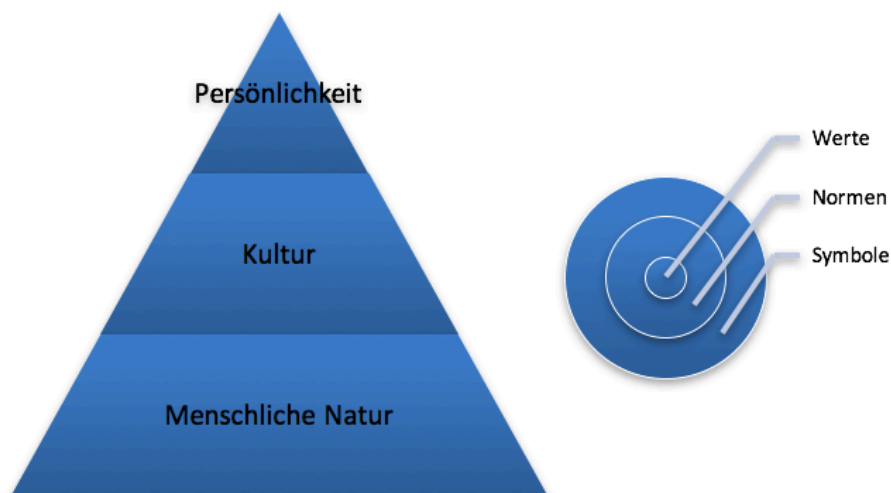 Persönlichkeit
Kultur
Menschliche Natur
Werte
Normen
Symbole